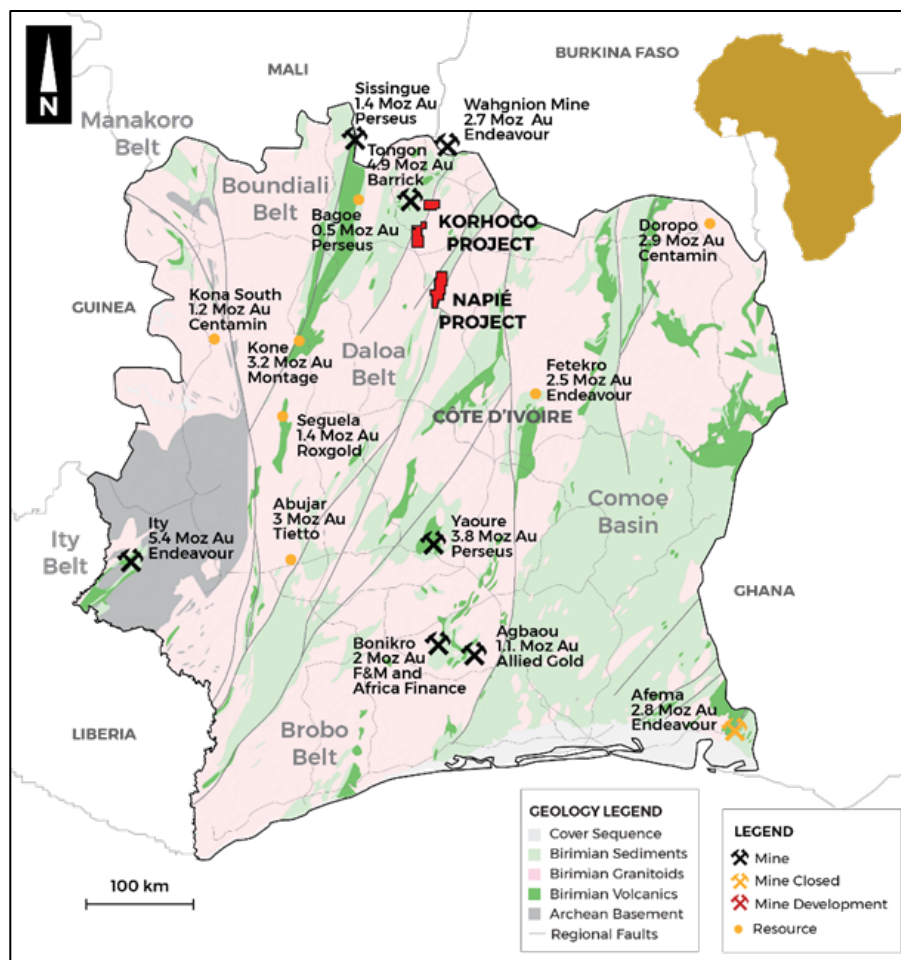 N
MALI
BURKINA FASO
Sissingue
1.4 Moz Au
Perseus
Wahgnion Mine
2.7 Moz Au
Endeavour
Manakoro
Belt
Tongon
4.9 Moz Au
Barrick
Boundiali
Belt
Bagoe
0.5 Moz Au
Perseus
KORHOGO
PROJECT
Doropo
2.9 Moz Au
Centamin
GUINEA
Kona South
1.2 Moz Au
Centamin
NAPIÉ
PROJECT
Kone
3.2 Moz Au
Montage
Daloa
Belt
Fetekro
2.5 Moz Au
Endeavour
CÔTE D'IVOIRE
Seguela
1.4 Moz Au
Roxgold
Comoe
Basin
Abujar
3 Moz Au
Tietto
Ity
Belt
Ity
5.4 Moz Au
Endeavour
Yaoure
3.8 Moz Au
Perseus
GHANA
Bonikro
2 Moz Au
F&M and
Africa Finance
Agbaou
1.1. Moz Au
Allied Gold
Afema
2.8 Moz Au
Endeavour
LIBERIA
Brobo
Belt
100 km
GEOLOGY LEGEND
Cover Sequence
Birimian Sediments
Birimian Granitoids
Birimian Volcanics
Archean Basement
Regional Faults
LEGEND
Mine
Mine Closed
Mine Development
Resource